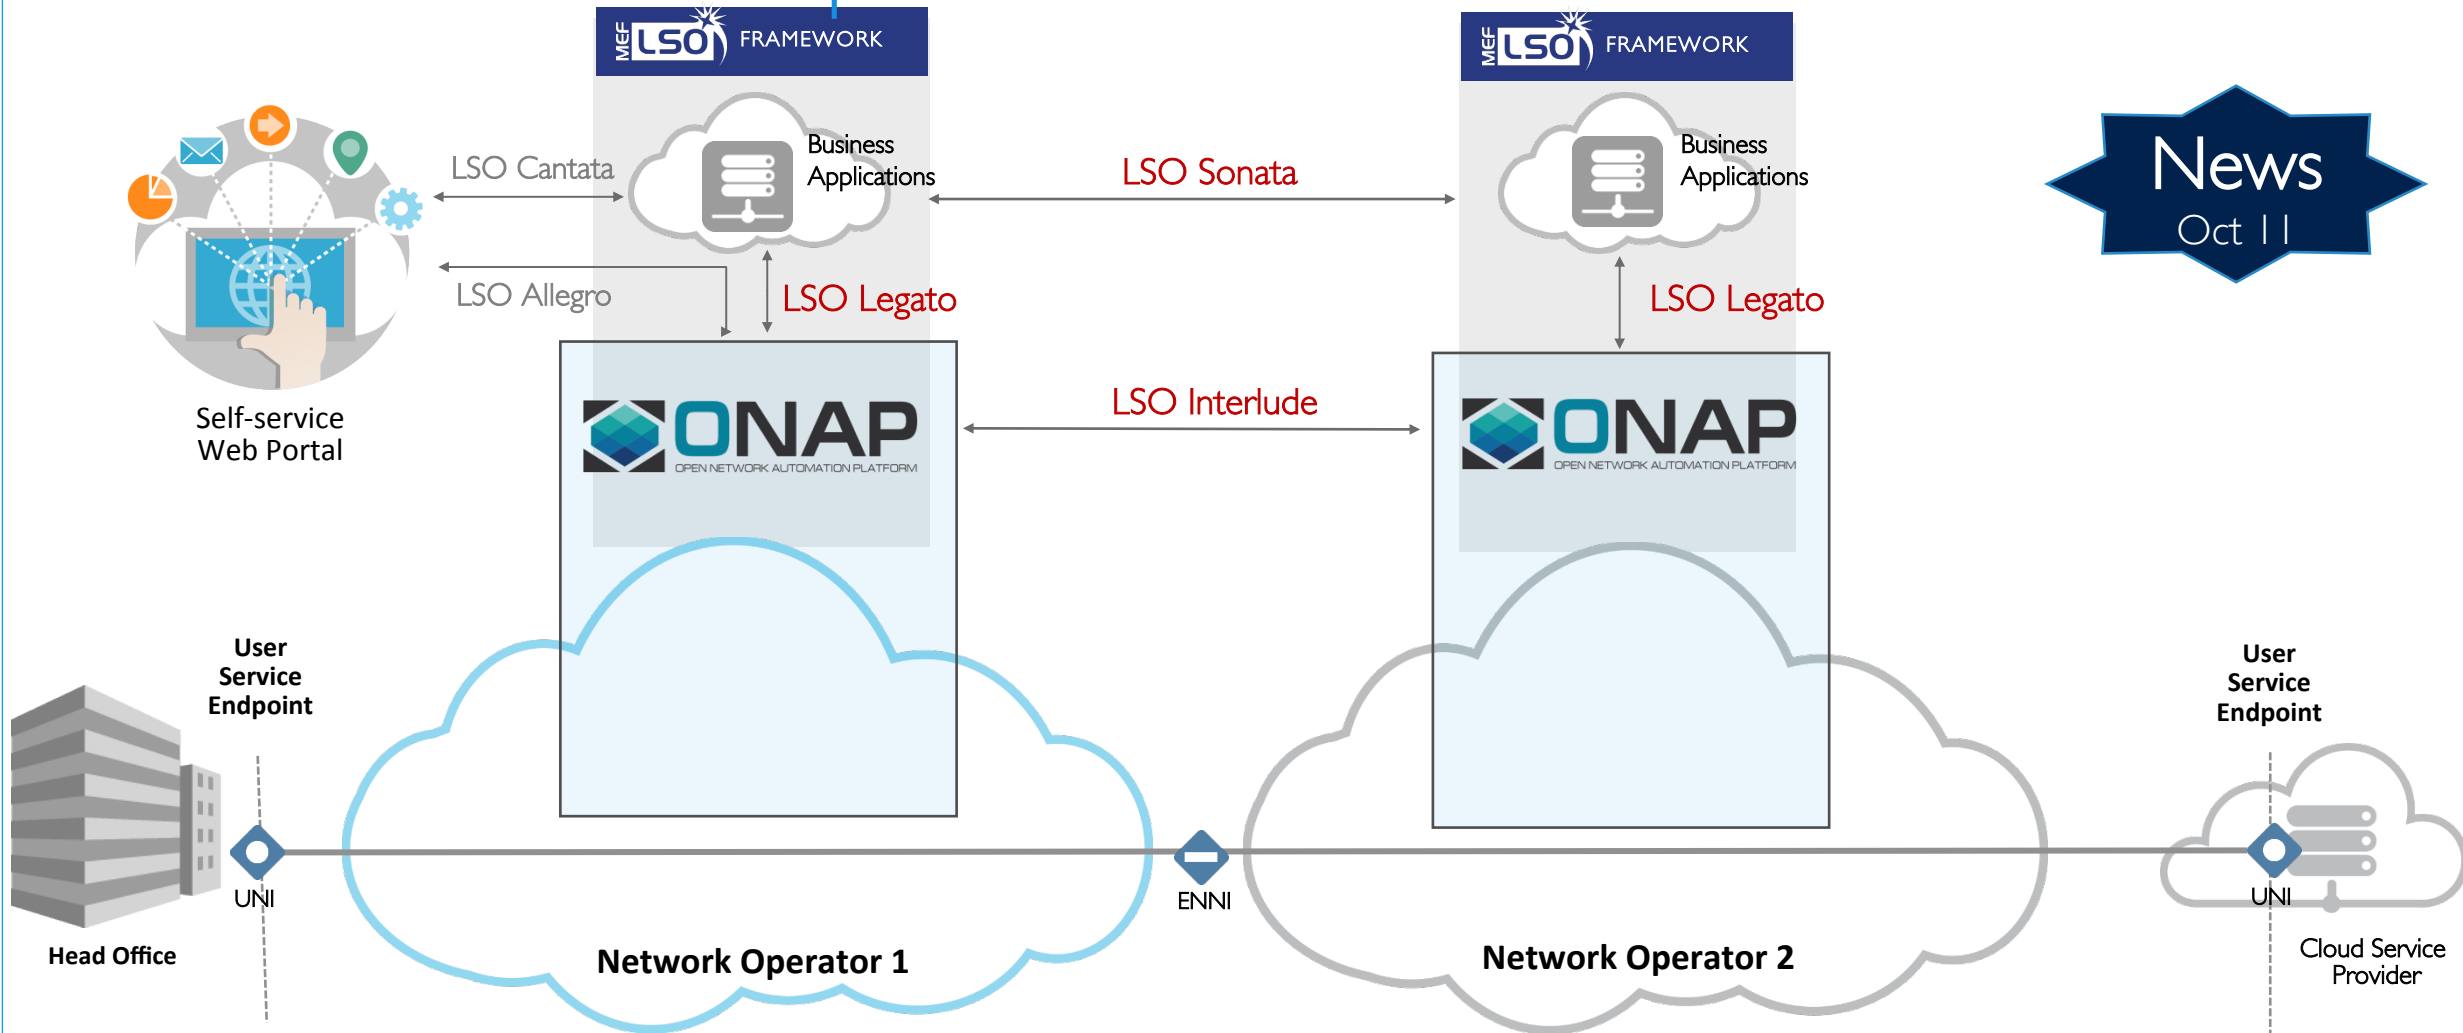 MEF LSO FRAMEWORK
MEF LSO FRAMEWORK
News
Oct 11
Business
Applications
Business
Applications
LSO Cantata
LSO Sonata
LSO Allegro
LSO Legato
LSO Legato
Self-service
Web Portal
LSO Interlude
ONAP
OPEN NETWORK AUTOMATION PLATFORM
ONAP
OPEN NETWORK AUTOMATION PLATFORM
User
Service
Endpoint
User
Service
Endpoint
UNI
ENNI
UNI
Head Office
Network Operator 1
Network Operator 2
Cloud Service
Provider